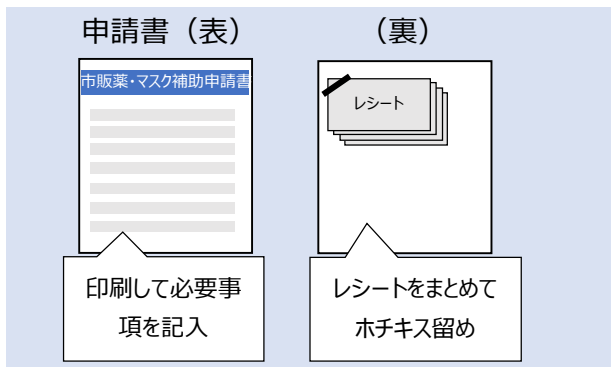 申請書（表）
（裏）
市販薬・マスク補助申請書
レシート
印刷して必要事
項を記入
レシートをまとめて
ホチキス留め